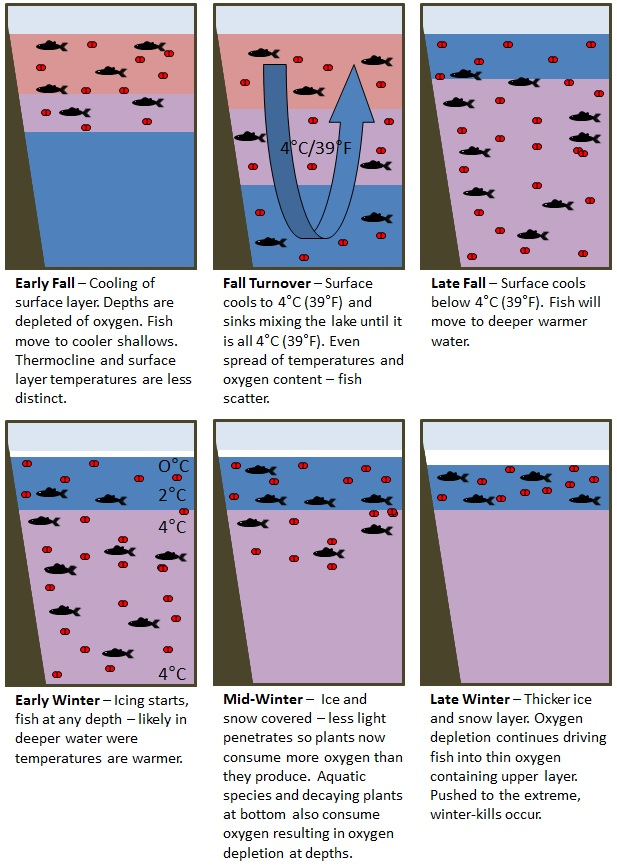 4°C/39°F
Early Fall – Cooling of
surface layer. Depths are
depleted of oxygen. Fish
move to cooler shallows.
Thermocline and surface
layer temperatures are less
distinct.
Fall Turnover – Surface
cools to 4°C (39°F) and
sinks mixing the lake until it
is all 4°C (39°F). Even
spread of temperatures and
oxygen content – fish
scatter.
Late Fall – Surface cools
below 4°C (39°F). Fish will
move to deeper warmer
water.
O°C
2°C
4°C
4°C
Early Winter – Icing starts,
fish at any depth – likely in
deeper water were
temperatures are warmer.
Mid-Winter – Ice and
snow covered – less light
penetrates so plants now
consume more oxygen than
they produce. Aquatic
species and decaying plants
at bottom also consume
oxygen resulting in oxygen
depletion at depths.
Late Winter – Thicker ice
and snow layer. Oxygen
depletion continues driving
fish into thin oxygen
containing upper layer.
Pushed to the extreme,
winter-kills occur.